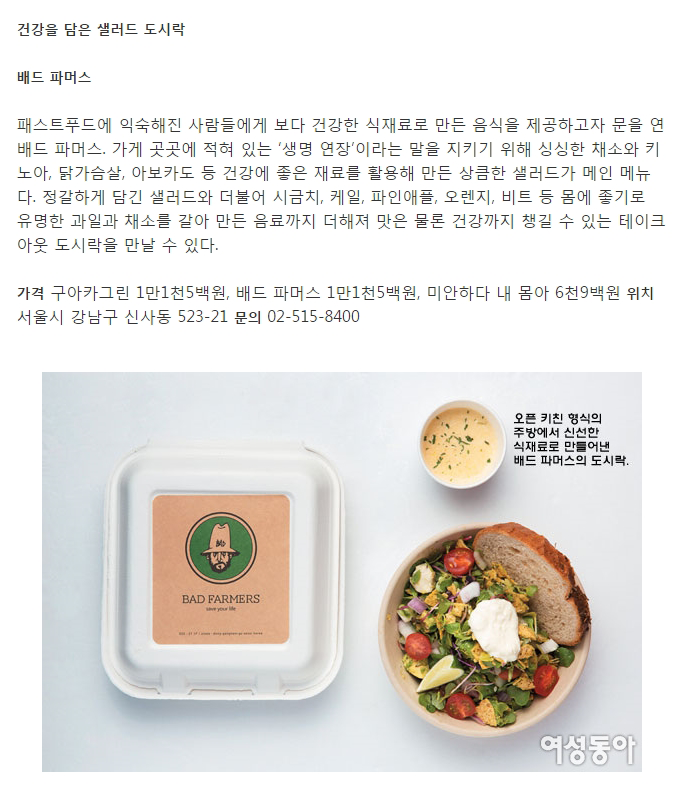 건강을 담은 샐러드 도시락
배드 파머스
패스트푸드에 익숙해진 사람들에게 보다 건강한 식재료로 만든 음식을 제공하고자 문을 연
배드 파머스. 가게 곳곳에 적혀 있는 ‘생명 연장’이라는 말을 지키기 위해 싱싱한 채소와 키
노아, 닭가슴살, 아보카도 등 건강에 좋은 재료를 활용해 만든 상큼한 샐러드가 메인 메뉴
다. 정갈하게 담긴 샐러드와 더불어 시금치, 케일, 파인애플, 오렌지, 비트 등 몸에 좋기로
유명한 과일과 채소를 갈아 만든 음료까지 더해져 맛은 물론 건강까지 챙길 수 있는 테이크
아웃 도시락을 만날 수 있다.
가격 구아카그린 1만1천5백원, 배드 파머스 1만1천5백원, 미안하다 내 몸아 6천9백원 위치
서울시 강남구 신사동 523-21 문의 02-515-8400
오픈 키친 형식의
주방에서 신선한
식재료로 만들어낸
배드 파머스의 도시락.
BAD FARMERS
save your life
여성동아